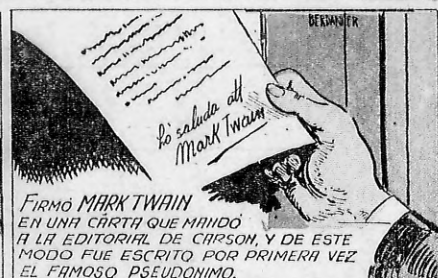 BERDANIER
Lo saluda att
Mark Twain
FIRMÓ MARK TWAIN
EN UNA CARTA QUE MANDÓ
A LA EDITORIAL DE CARSON, Y DE ESTE
MODO FUE ESCRITO POR PRIMERA VEZ
EL FAMOSO PSEUDONIMO.